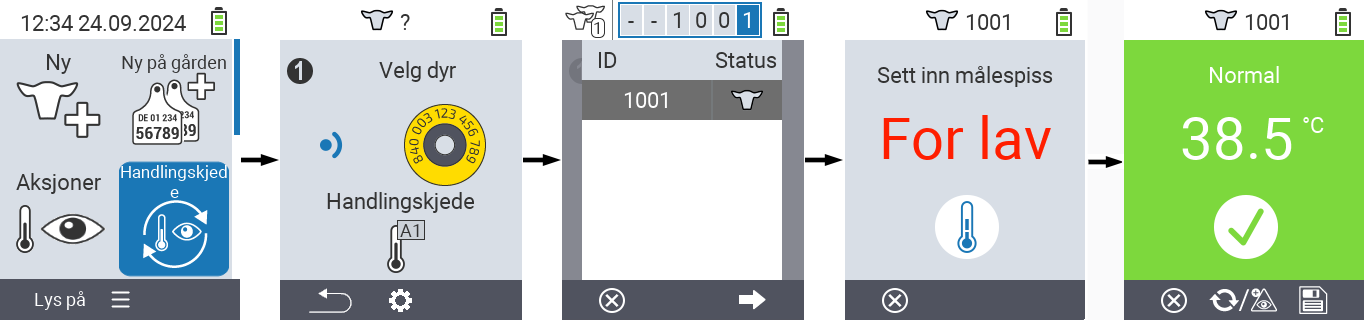 12:34 24.09.2024
Ny
Ny på gården
DE 01 234
56789
234
89
Aksjoner
Handlingskjed
e
Lys på
?
1
Velg dyr
840 003 123 456 789
Handlingskjede
A1
1
- - 1 0 0 1
ID Status
1001
1001
Sett inn målespiss
For lav
1001
Normal
38.5 °C